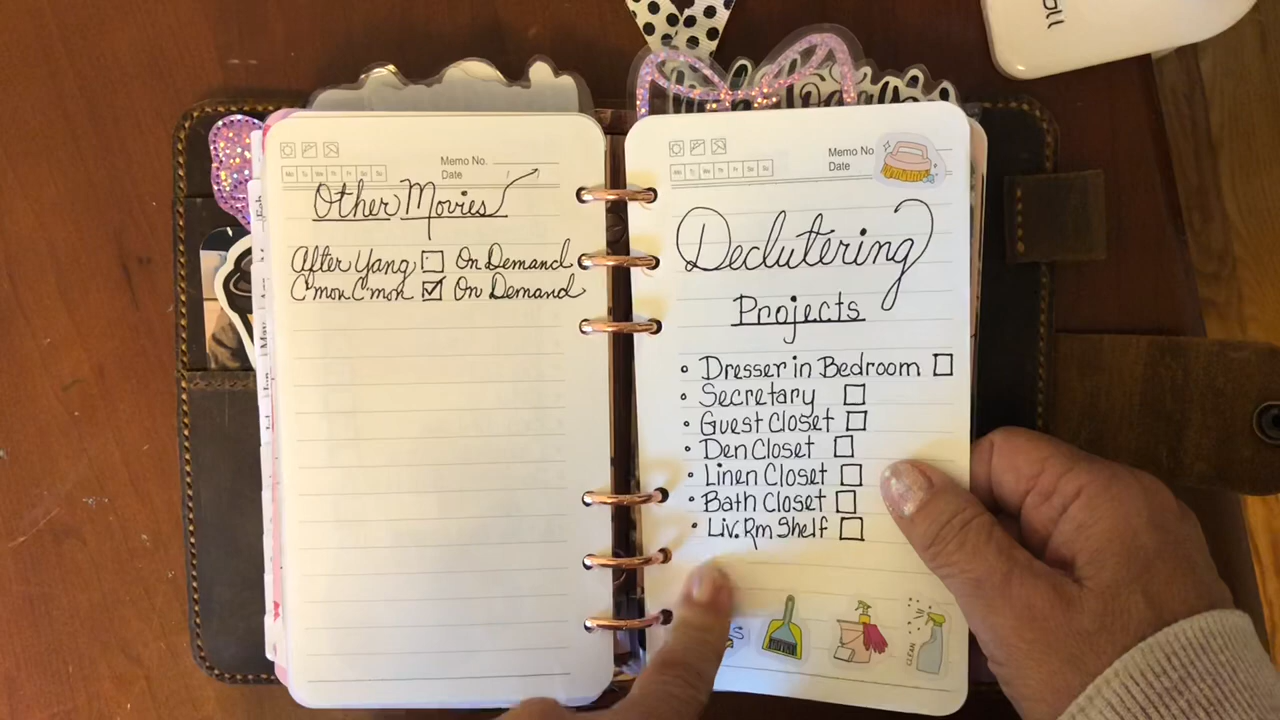 Memo No.
Date /
Other Movies
After Yang On Demand
C'mon C'mon On Demand
Memo No
Date
Declutering
Projects
• Dresser in Bedroom
• Secretary
• Guest Closet
• Den Closet
• Linen Closet
• Bath Closet
• Liv. Rm Shelf
CLEAN